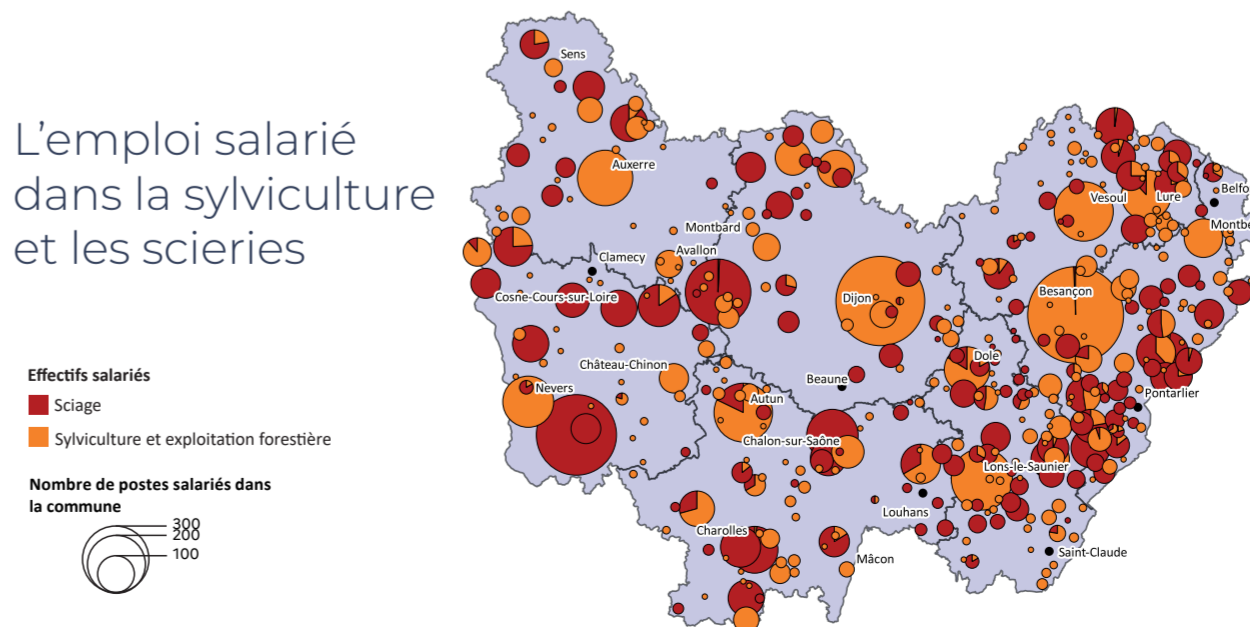 L'emploi salarié
dans la sylviculture
et les scieries
Effectifs salariés
Sciage
Sylviculture et exploitation forestière
Nombre de postes salariés dans
la commune
300
200
100
Sens
Auxerre
Montbard
Avallon
Clamecy
Cosne-Cours-sur-Loire
Château-Chinon
Nevers
Vesoul
Lure
Belfo
Montbé
Dijon
Besançon
Dole
Beaune
Pontarlier
Autun
Chalon-sur-Saône
Lons-le-Saunier
Louhans
Charolles
Mâcon
Saint-Claude